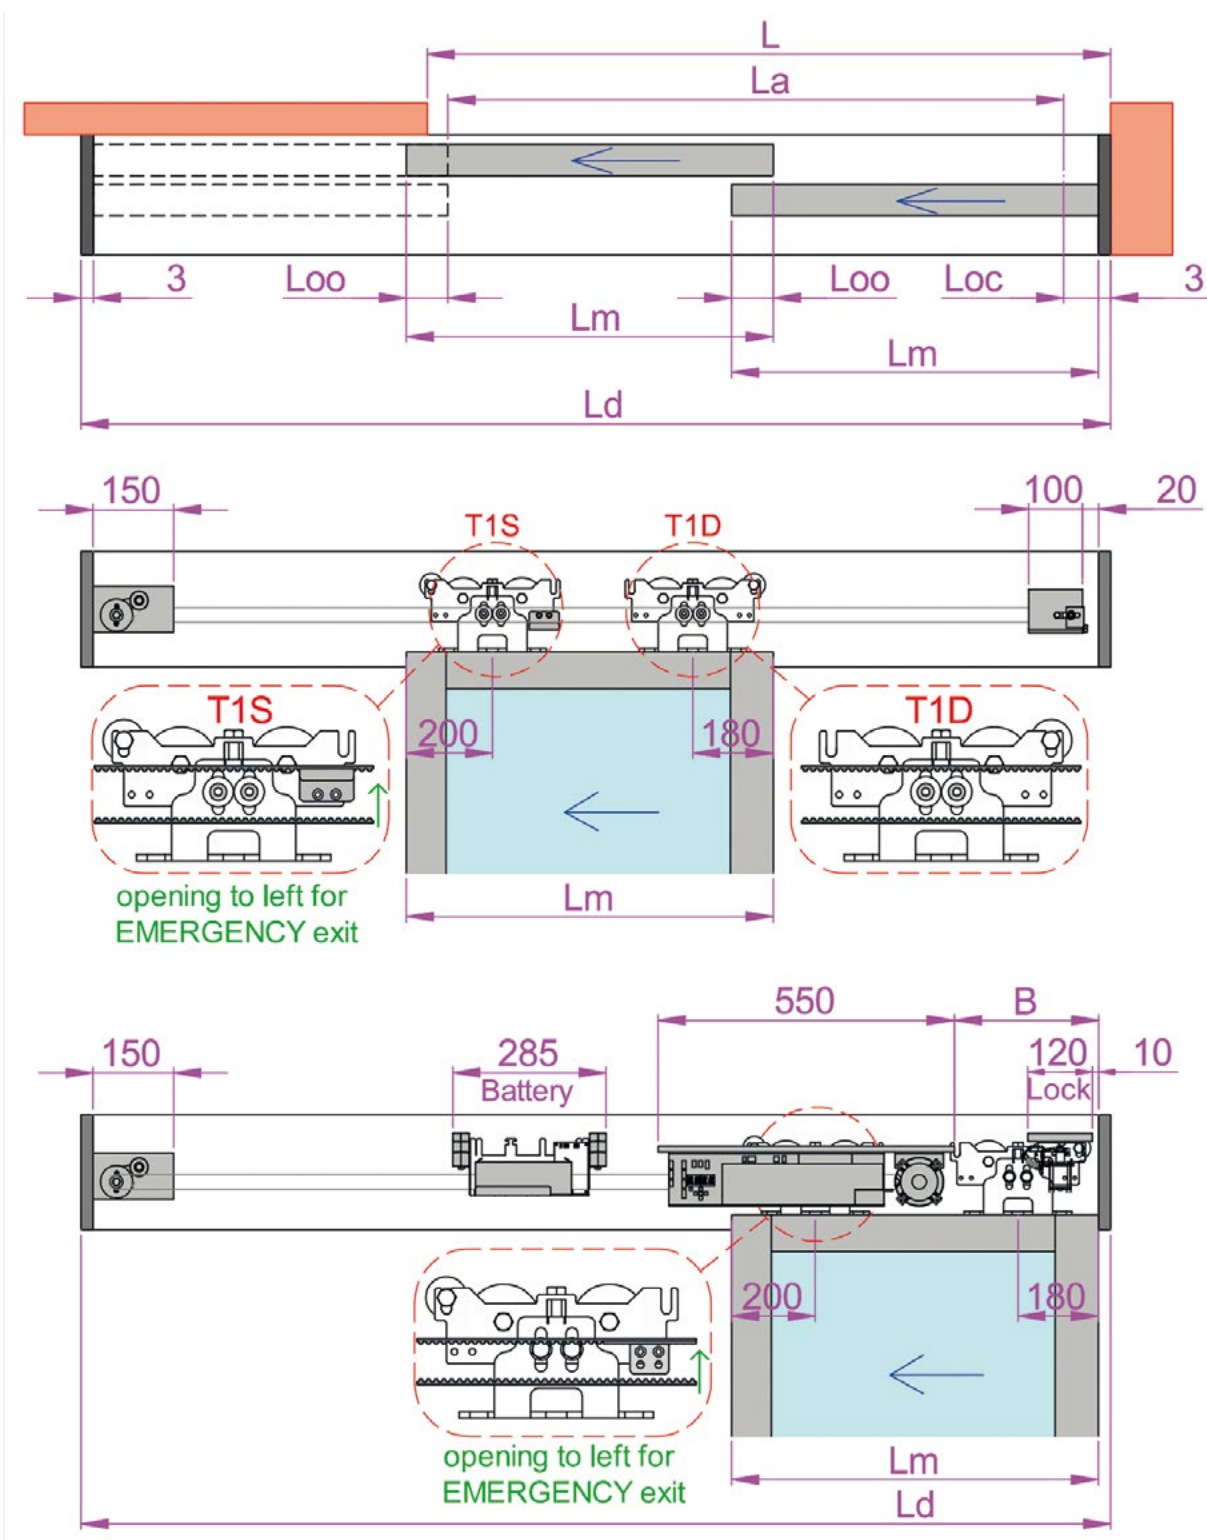 L
La
3 Loo Loo Loc 3
Lm
Lm
Ld
150 100 20
T1S T1D
T1S T1D
200 180
opening to left for
EMERGENCY exit
Lm
550 B
150 285 120 10
Battery Lock
200 180
opening to left for
EMERGENCY exit
Lm
Ld